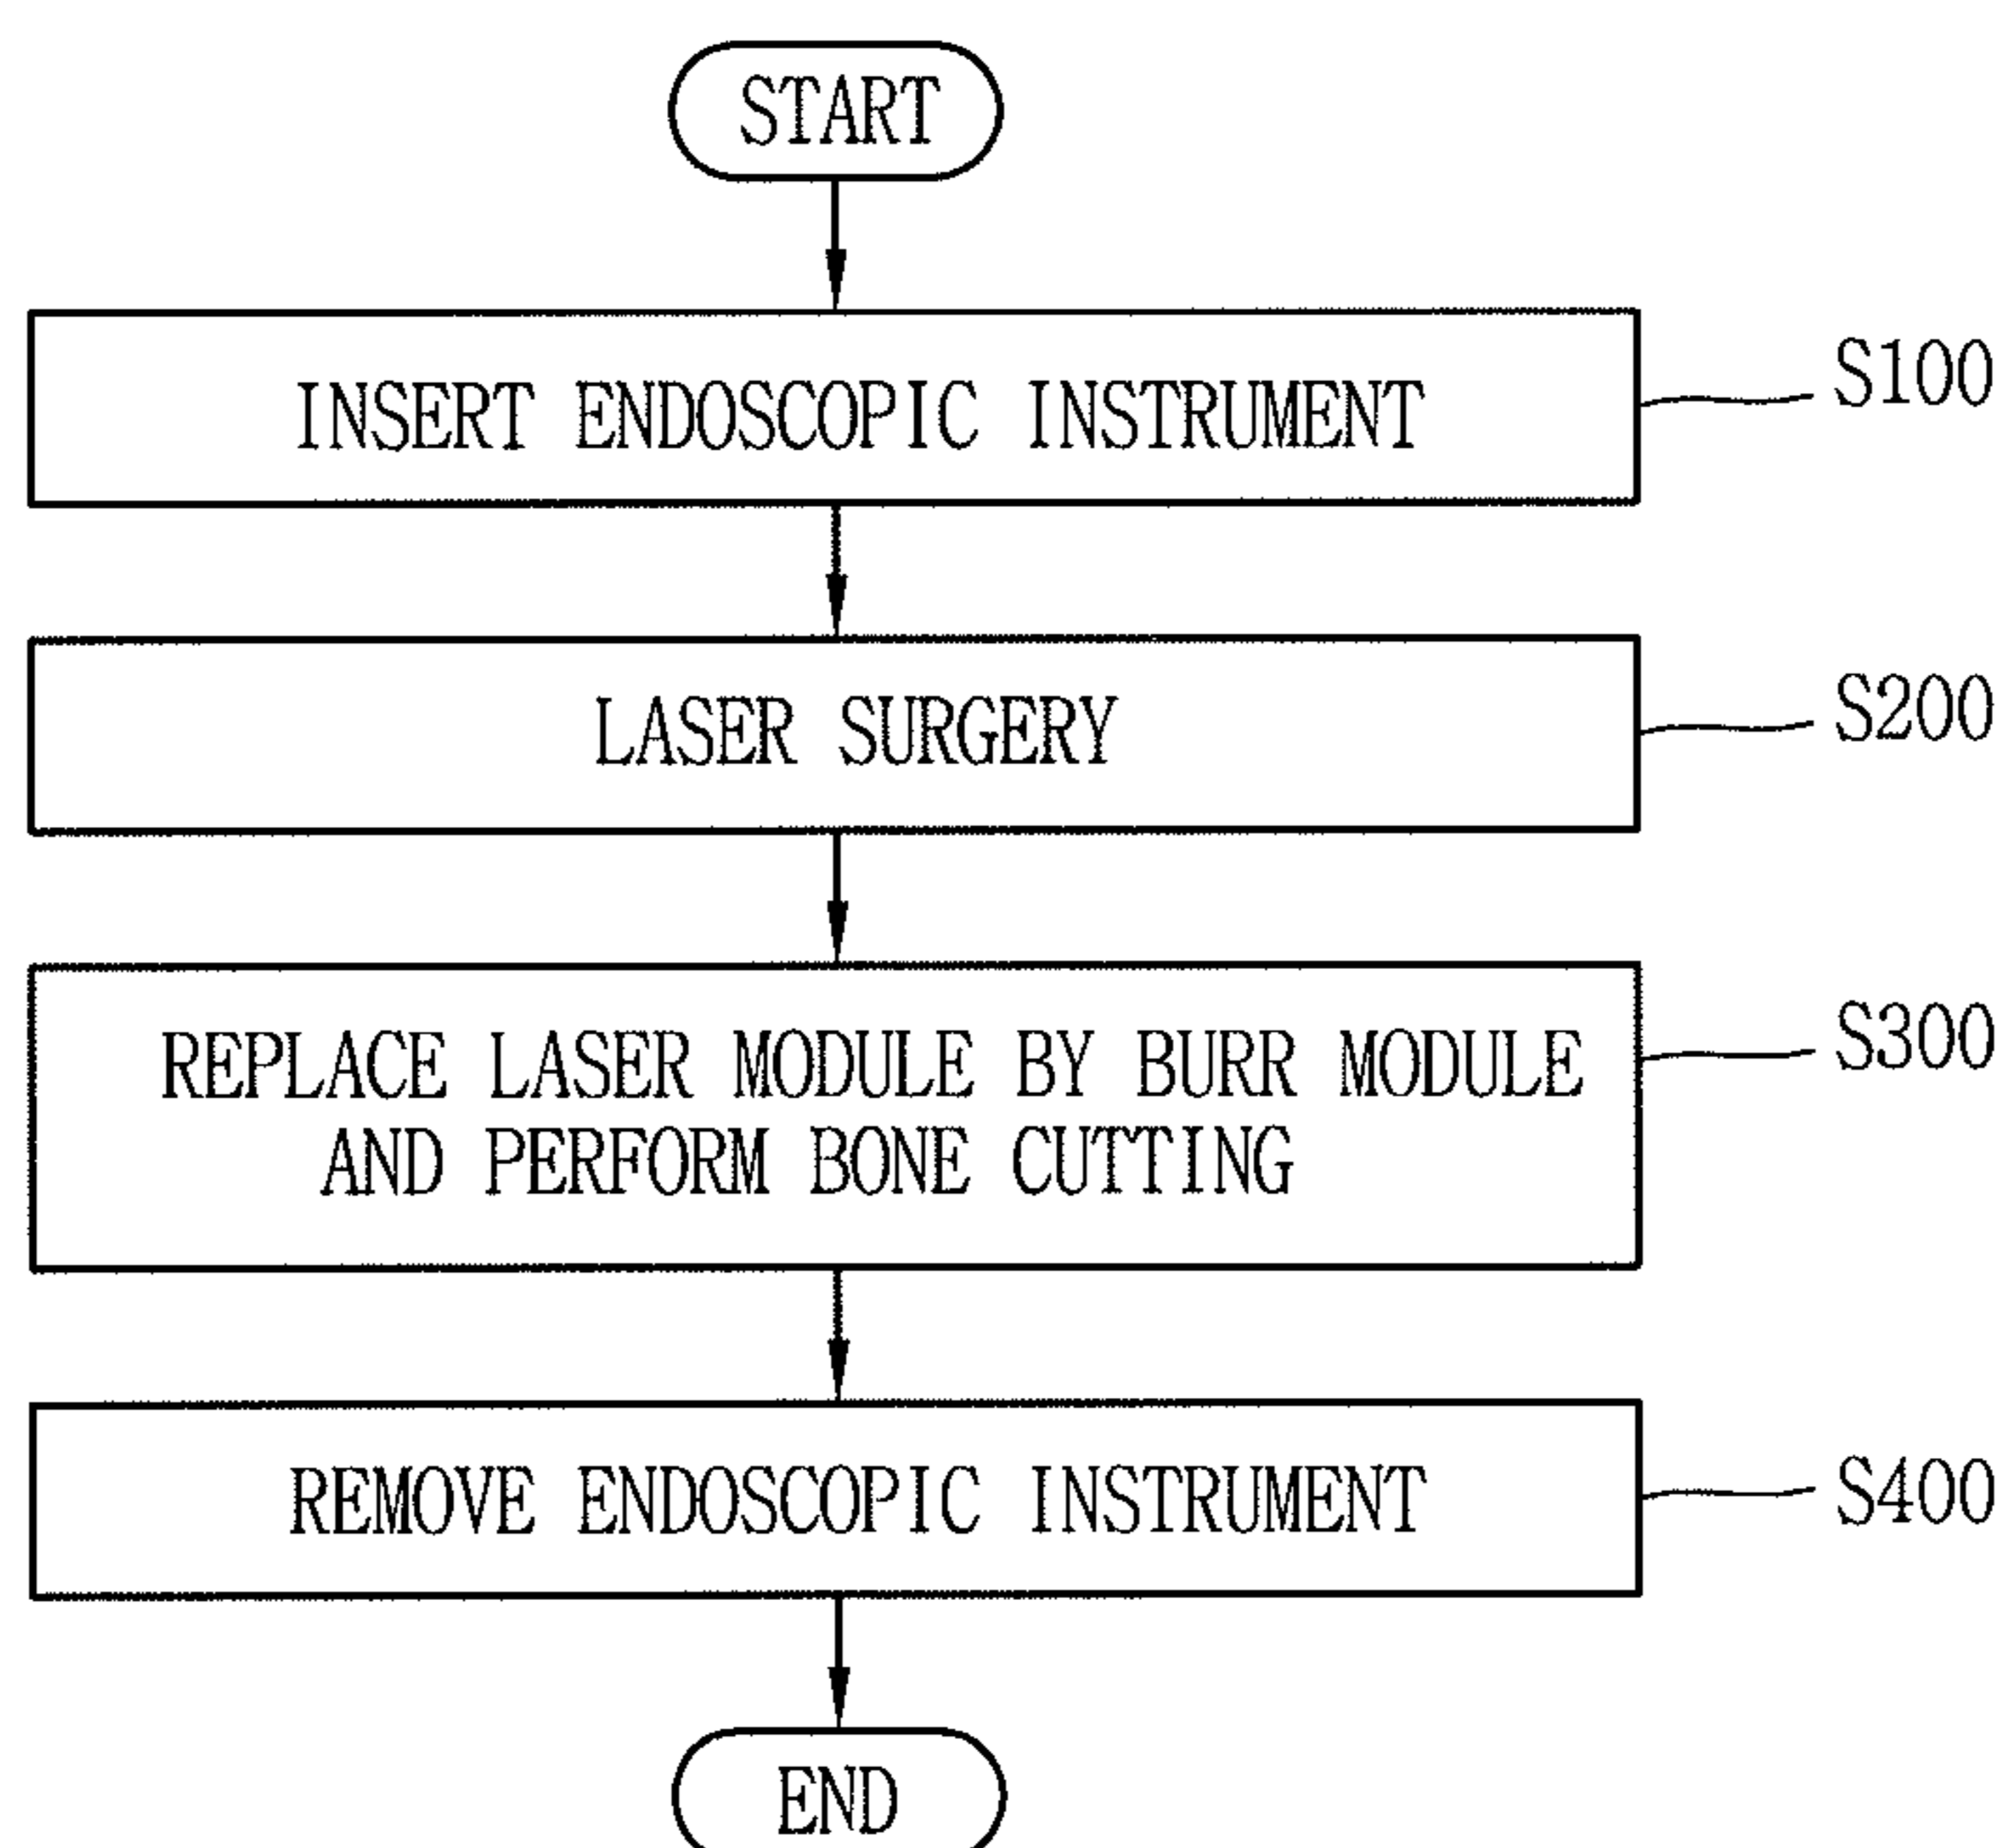 START
INSERT ENDOSCOPIC INSTRUMENT
S100
LASER SURGERY
S200
REPLACE LASER MODULE BY BURR MODULE
AND PERFORM BONE CUTTING
S300
REMOVE ENDOSCOPIC INSTRUMENT
S400
END